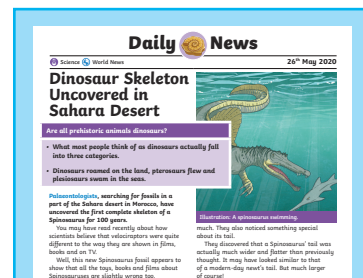 Daily News
Science World News
26th May 2020
Dinosaur Skeleton
Uncovered in
Sahara Desert
Are all prehistoric animals dinosaurs?
• What most people think of as dinosaurs actually fall
into three categories.
• Dinosaurs roamed on the land, pterosaurs flew and
plesiosaurs swam in the seas.
Palaeontologists, searching for fossils in a
part of the Sahara desert in Morocco, have
uncovered the first complete skeleton of a
Spinosaurus for 100 years.
You may have read recently about how
scientists believe that velociraptors were quite
different to the way they are shown in films,
books and on TV.
Well, this new Spinosaurus fossil appears to
show that all the toys, books and films about
Spinosauruses are slightly wrong too.
Illustration: A spinosaurus swimming.
much. They also noticed something special
about its tail.
They discovered that a Spinosaurus' tail was
actually much wider and flatter than previously
thought. It may have looked similar to that
of a modern-day newt's tail. But much larger
of course!